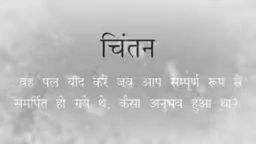 चिंतन
वह पल याद करें जब आप सम्पूर्ण रूप से
समर्पित हो गये थे, कैसा अनुभव हुआ था?